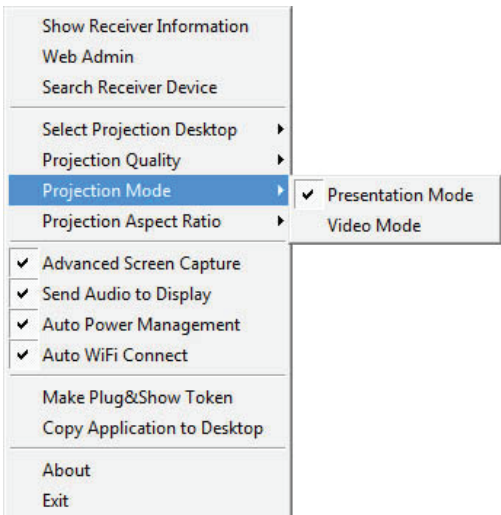 Show Receiver Information
Web Admin
Search Receiver Device
Select Projection Desktop
Projection Quality
Projection Mode
Projection Aspect Ratio
Presentation Mode
Video Mode
Advanced Screen Capture
Send Audio to Display
Auto Power Management
Auto WiFi Connect
Make Plug&Show Token
Copy Application to Desktop
About
Exit